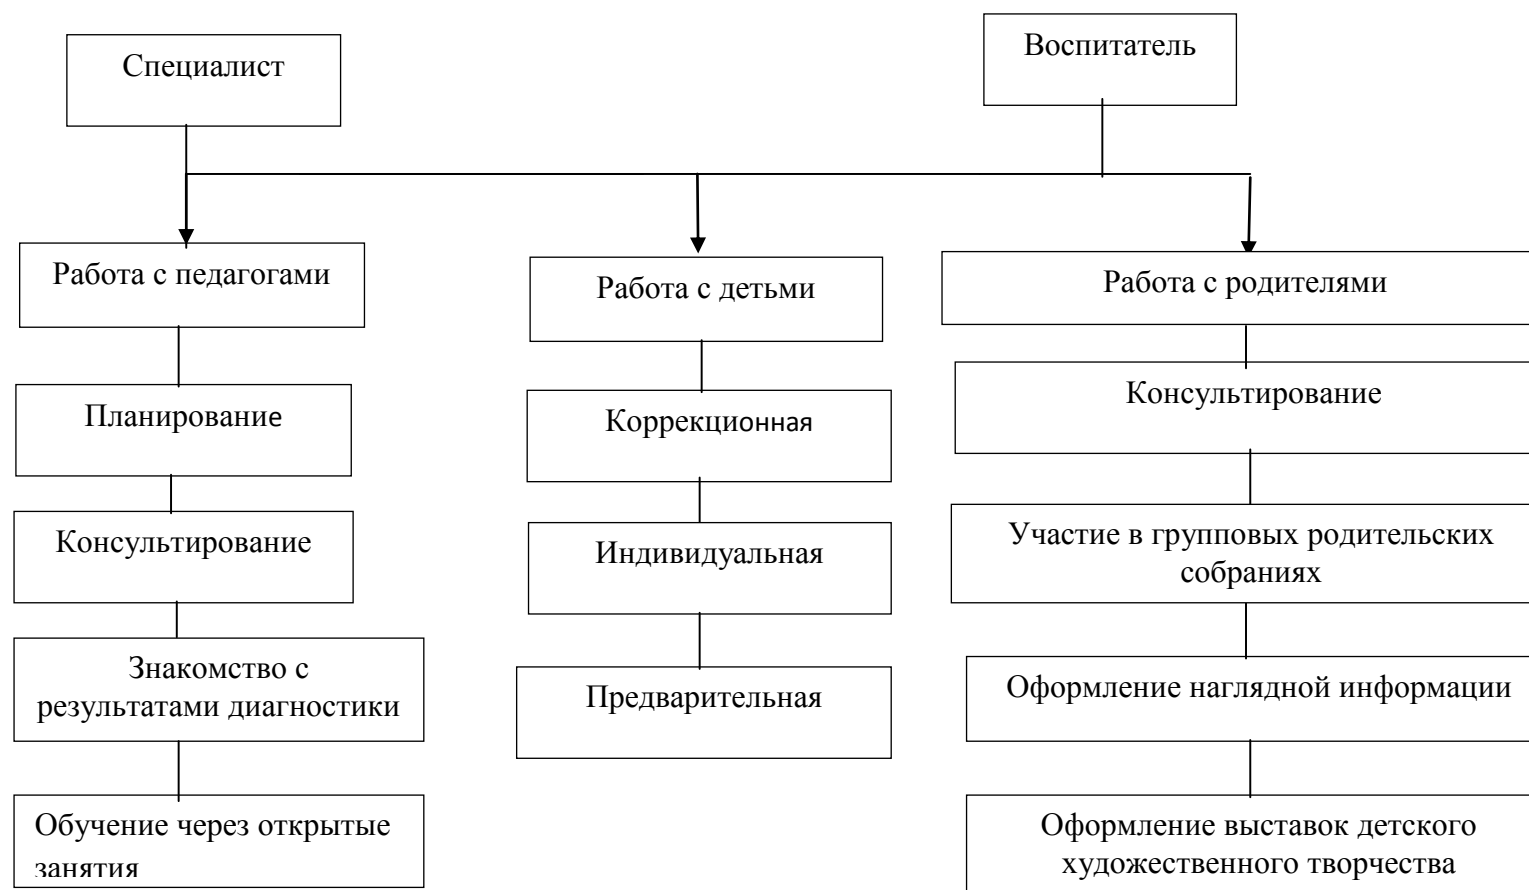 Специалист
Воспитатель
Работа с педагогами
Работа с детьми
Работа с родителями
Планирование
Коррекционная
Консультирование
Консультирование
Индивидуальная
Участие в групповых родительских
собраниях
Знакомство с
результатами диагностики
Предварительная
Оформление наглядной информации
Обучение через открытые
занятия
Оформление выставок детского
художественного творчества